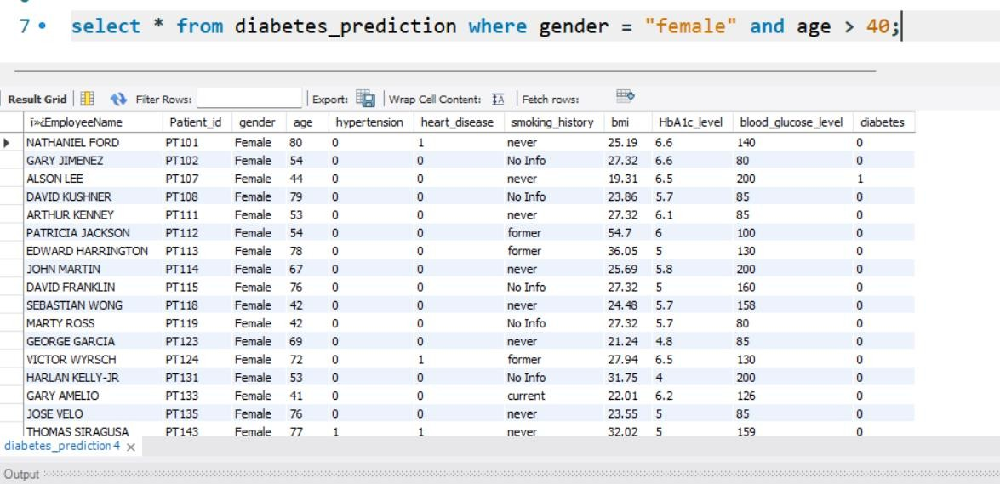 7 select * from diabetes_prediction where gender = "female" and age > 40;
Result Grid Filter Rows: Export: Wrap Cell Content: Fetch rows:
ï»¿EmployeeName Patient_id gender age hypertension heart_disease smoking_history bmi HbA1c_level blood_glucose_level diabetes
NATHANIEL FORD PT101 Female 80 0 1 never 25.19 6.6 140 0
GARY JIMENEZ PT102 Female 54 0 0 No Info 27.32 6.6 80 0
ALSON LEE PT107 Female 44 0 0 never 19.31 6.5 200 1
DAVID KUSHNER PT108 Female 79 0 0 No Info 23.86 5.7 85 0
ARTHUR KENNEY PT111 Female 53 0 0 never 27.32 6.1 85 0
PATRICIA JACKSON PT112 Female 54 0 0 former 54.7 6 100 0
EDWARD HARRINGTON PT113 Female 78 0 0 former 36.05 5 130 0
JOHN MARTIN PT114 Female 67 0 0 never 25.69 5.8 200 0
DAVID FRANKLIN PT115 Female 76 0 0 No Info 27.32 5 160 0
SEBASTIAN WONG PT118 Female 42 0 0 never 24.48 5.7 158 0
MARTY ROSS PT119 Female 42 0 0 No Info 27.32 5.7 80 0
GEORGE GARCIA PT123 Female 69 0 0 never 21.24 4.8 85 0
VICTOR WYRSCH PT124 Female 72 0 1 former 27.94 6.5 130 0
HARLAN KELLY-JR PT131 Female 53 0 0 No Info 31.75 4 200 0
GARY AMELIO PT133 Female 41 0 0 current 22.01 6.2 126 0
JOSE VELO PT135 Female 76 0 0 never 23.55 5 85 0
THOMAS SIRAGUSA PT143 Female 77 1 1 never 32.02 5 159 0
diabetes_prediction 4
Output